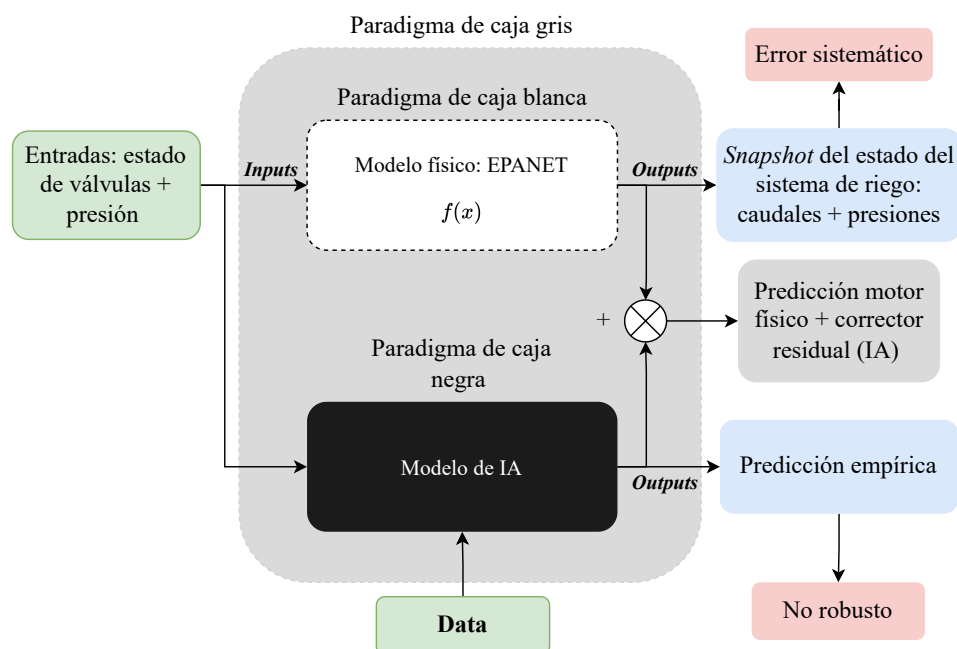 Paradigma de caja gris
Error sistemático
Paradigma de caja blanca
Entradas: estado
de válvulas +
presión
Inputs
Modelo físico: EPANET
f(x)
Outputs
Snapshot del estado del
sistema de riego:
caudales + presiones
+
Predicción motor
físico + corrector
residual (IA)
Paradigma de caja
negra
Modelo de IA
Outputs
Predicción empírica
Data
No robusto